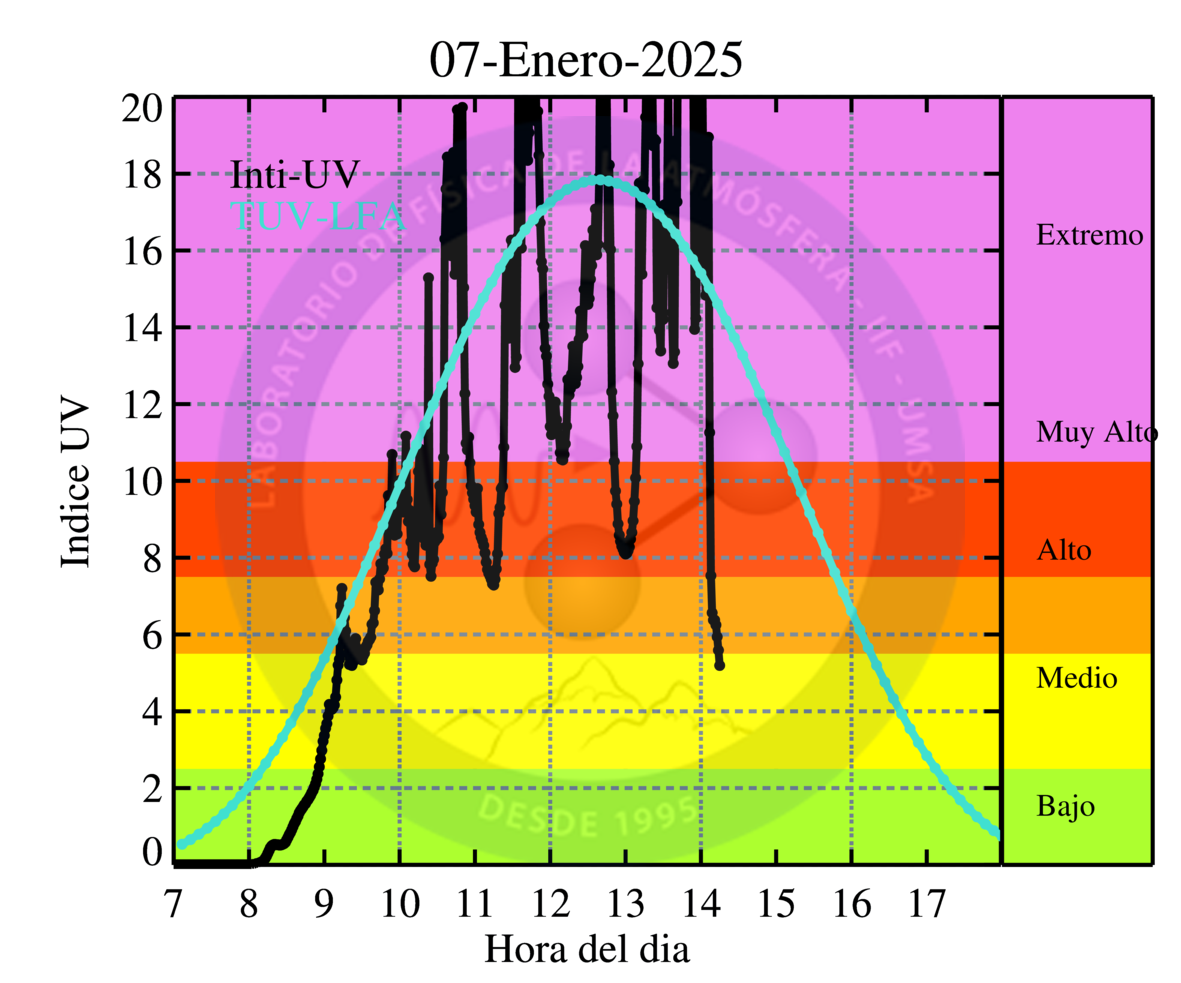 07-Enero-2025
Indice UV
20
18
16
14
12
10
8
6
4
2
0
Inti-UV
TUV-LFA
LABORATORIO DE FÍSICA DE LA ATMÓSFERA - IIF - UMSA
DESDE 1995
Extremo
Muy Alto
Alto
Medio
Bajo
7 8 9 10 11 12 13 14 15 16 17
Hora del dia